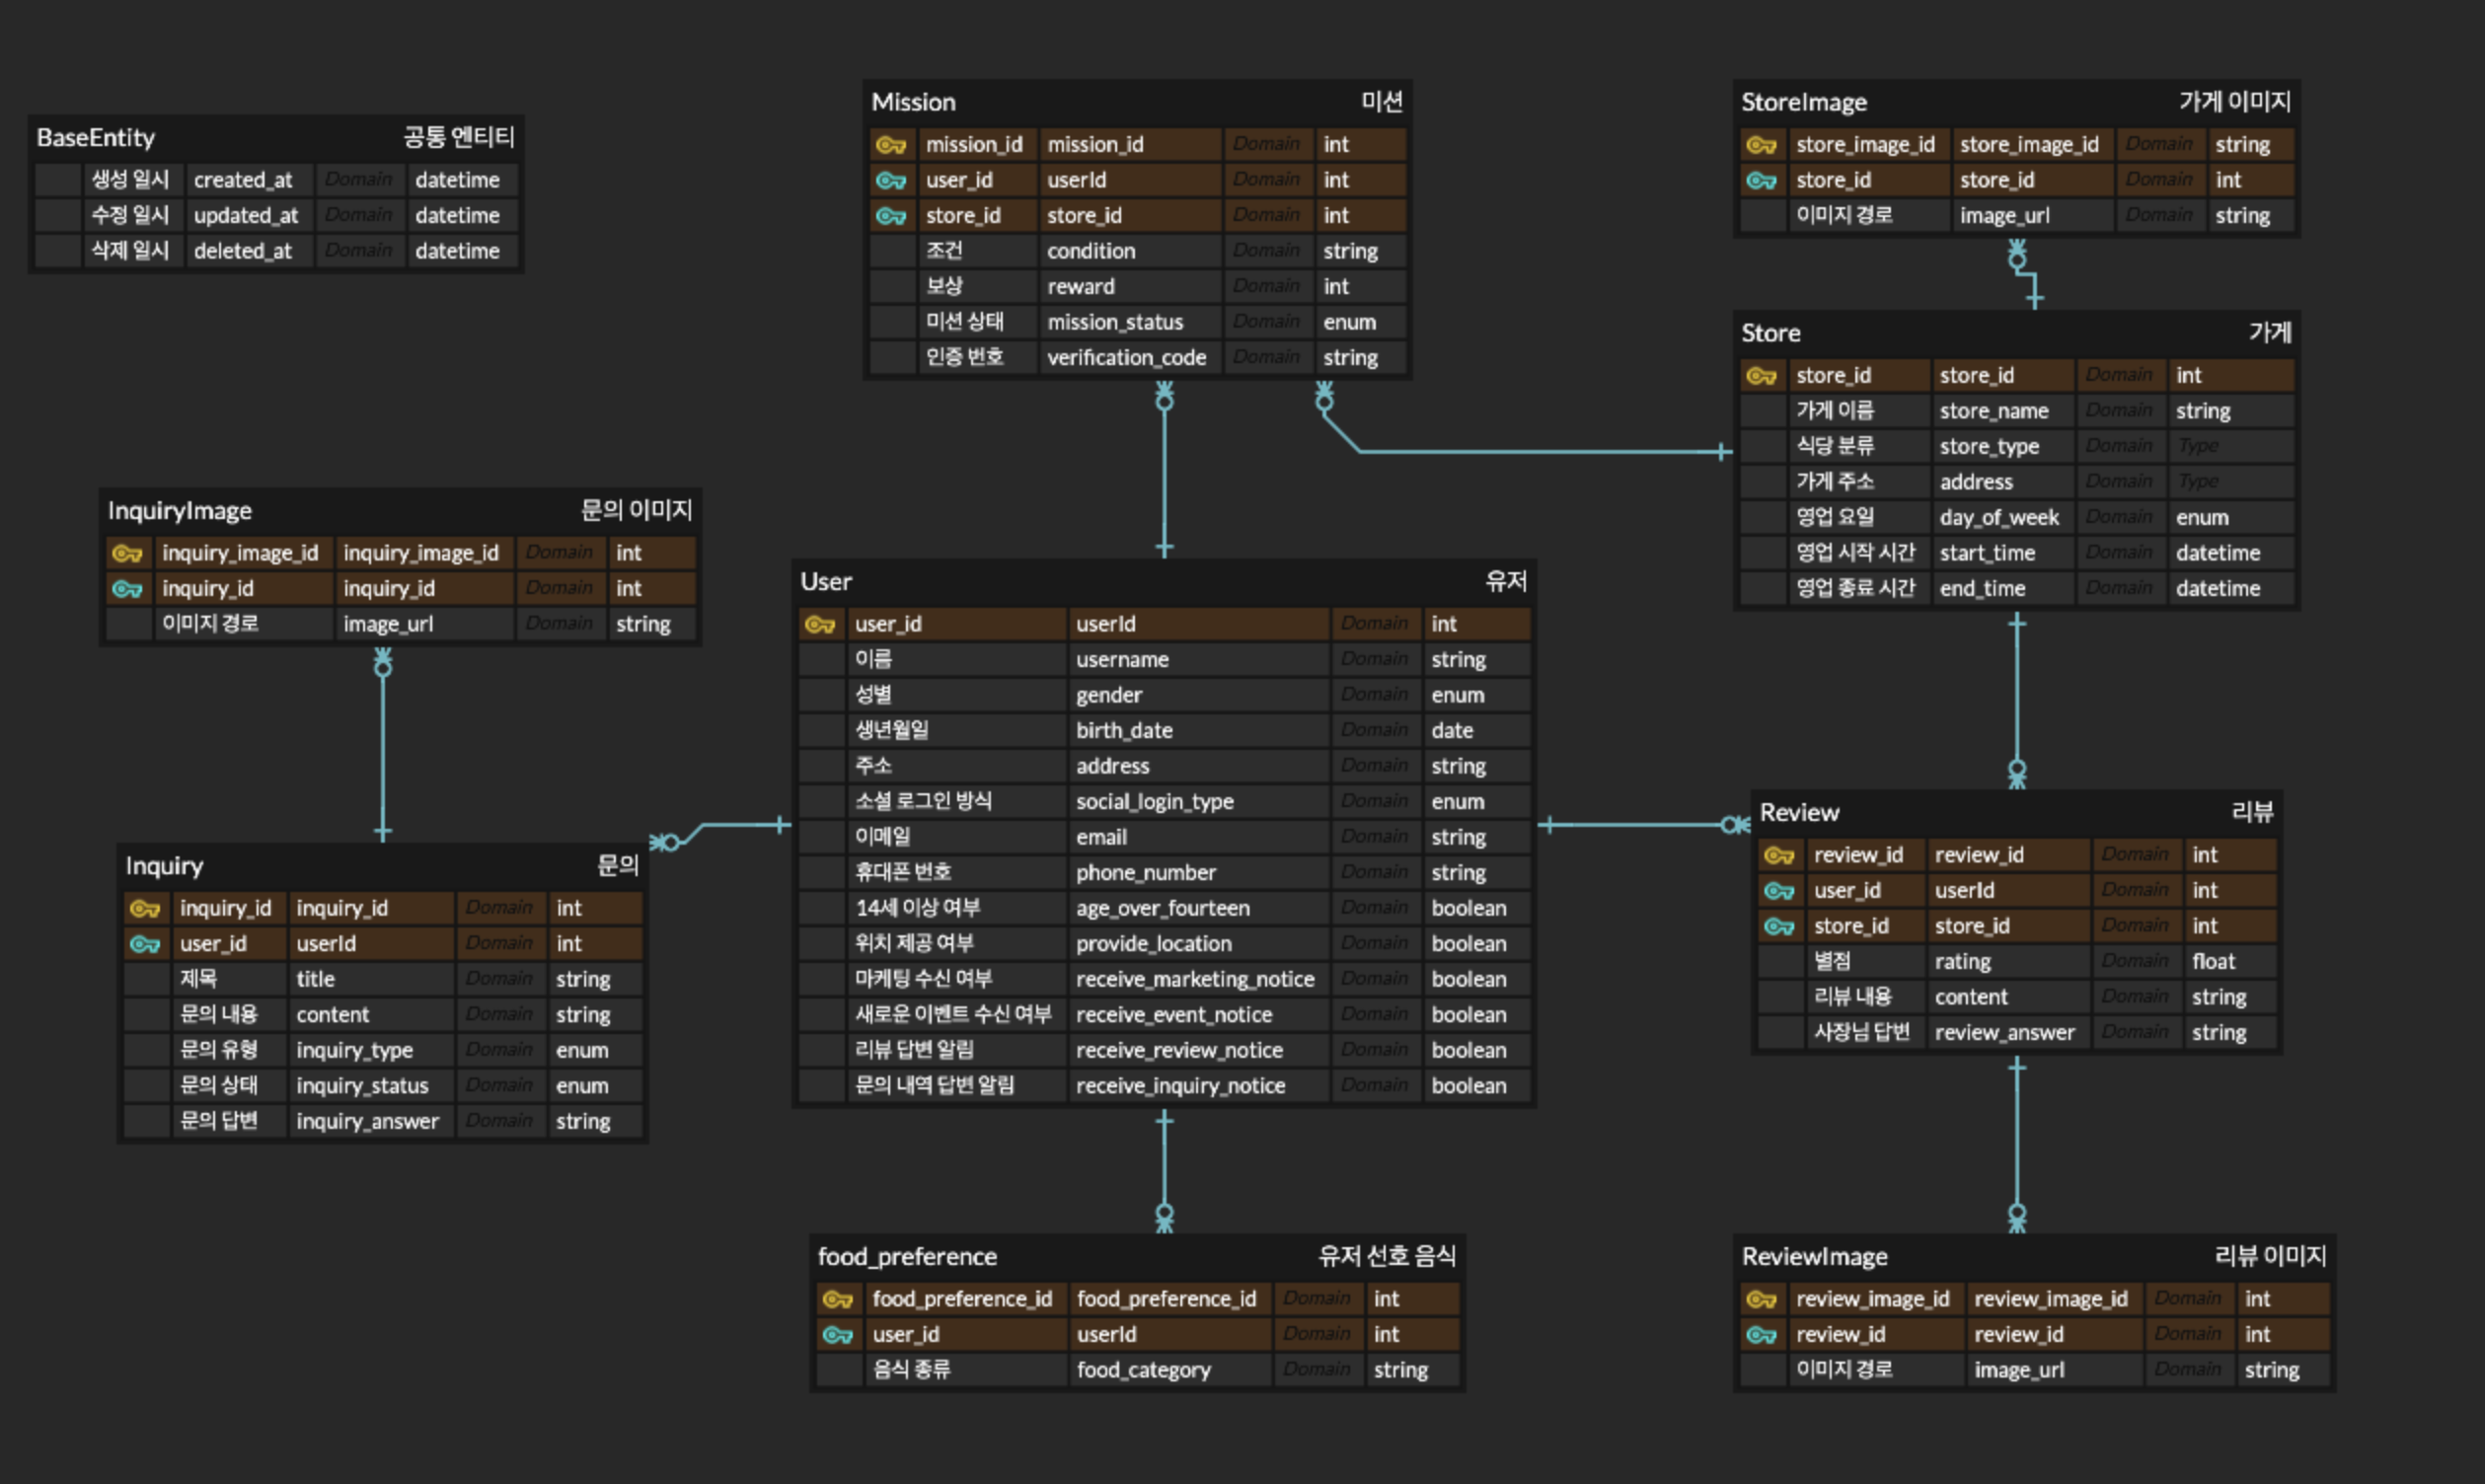 BaseEntity 공통 엔티티
생성 일시 created_at Domain datetime
수정 일시 updated_at Domain datetime
삭제 일시 deleted_at Domain datetime
Mission 미션
mission_id mission_id Domain int
user_id userId Domain int
store_id store_id Domain int
조건 condition Domain string
보상 reward Domain int
미션 상태 mission_status Domain enum
인증 번호 verification_code Domain string
StoreImage 가게 이미지
store_image_id store_image_id Domain string
store_id store_id Domain int
이미지 경로 image_url Domain string
Store 가게
store_id store_id Domain int
가게 이름 store_name Domain string
식당 분류 store_type Domain Type
가게 주소 address Domain Type
영업 요일 day_of_week Domain enum
영업 시작 시간 start_time Domain datetime
영업 종료 시간 end_time Domain datetime
InquiryImage 문의 이미지
inquiry_image_id inquiry_image_id Domain int
inquiry_id inquiry_id Domain int
이미지 경로 image_url Domain string
User 유저
user_id userId Domain int
이름 username Domain string
성별 gender Domain enum
생년월일 birth_date Domain date
주소 address Domain string
소셜 로그인 방식 social_login_type Domain enum
이메일 email Domain string
휴대폰 번호 phone_number Domain string
14세 이상 여부 age_over_fourteen Domain boolean
위치 제공 여부 provide_location Domain boolean
마케팅 수신 여부 receive_marketing_notice Domain boolean
새로운 이벤트 수신 여부 receive_event_notice Domain boolean
리뷰 답변 알림 receive_review_notice Domain boolean
문의 내역 답변 알림 receive_inquiry_notice Domain boolean
Inquiry 문의
inquiry_id inquiry_id Domain int
user_id userId Domain int
제목 title Domain string
문의 내용 content Domain string
문의 유형 inquiry_type Domain enum
문의 상태 inquiry_status Domain enum
문의 답변 inquiry_answer Domain string
Review 리뷰
review_id review_id Domain int
user_id userId Domain int
store_id store_id Domain int
별점 rating Domain float
리뷰 내용 content Domain string
사장님 답변 review_answer Domain string
food_preference 유저 선호 음식
food_preference_id food_preference_id Domain int
user_id userId Domain int
음식 종류 food_category Domain string
ReviewImage 리뷰 이미지
review_image_id review_image_id Domain int
review_id review_id Domain int
이미지 경로 image_url Domain string